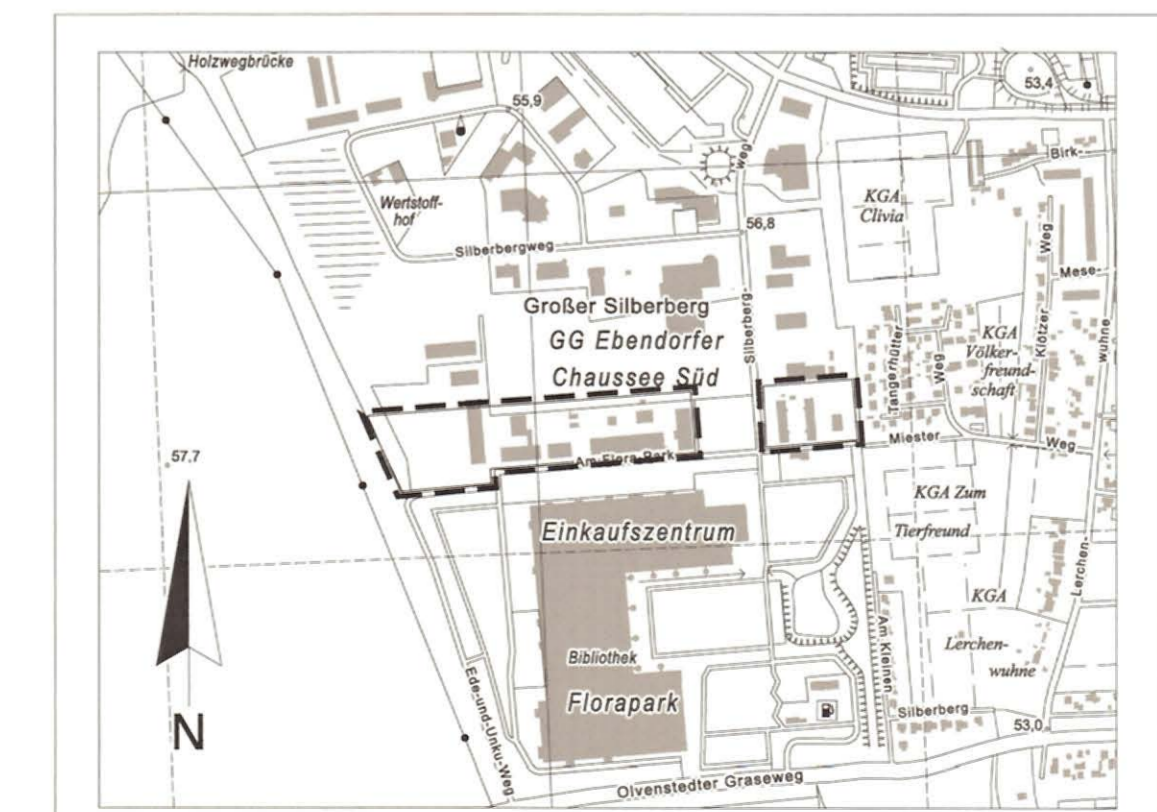 Holzwegbrücke
53,4
55,9
weg
Birk-
Wertstoff-
hof
KGA
Clivia
56,8
Silberbergweg
Weg
Mese-
Großer Silberberg
GG Ebendorfer
Chaussee Süd
Silberberg-
Tangerhütter
Weg
KGA
Völker-
freund-
schaft
Klötzer
wuhne
Miester
Weg
57,7
Am Flora-Park
KGA Zum
Tierfreund
Einkaufszentrum
Lerchen-
KGA
Lerchen-
wuhne
Am Kleinen
Silberberg
Bibliothek
Florapark
Ede-und-Unku-Weg
53,0
N
Olvenstedter Graseweg